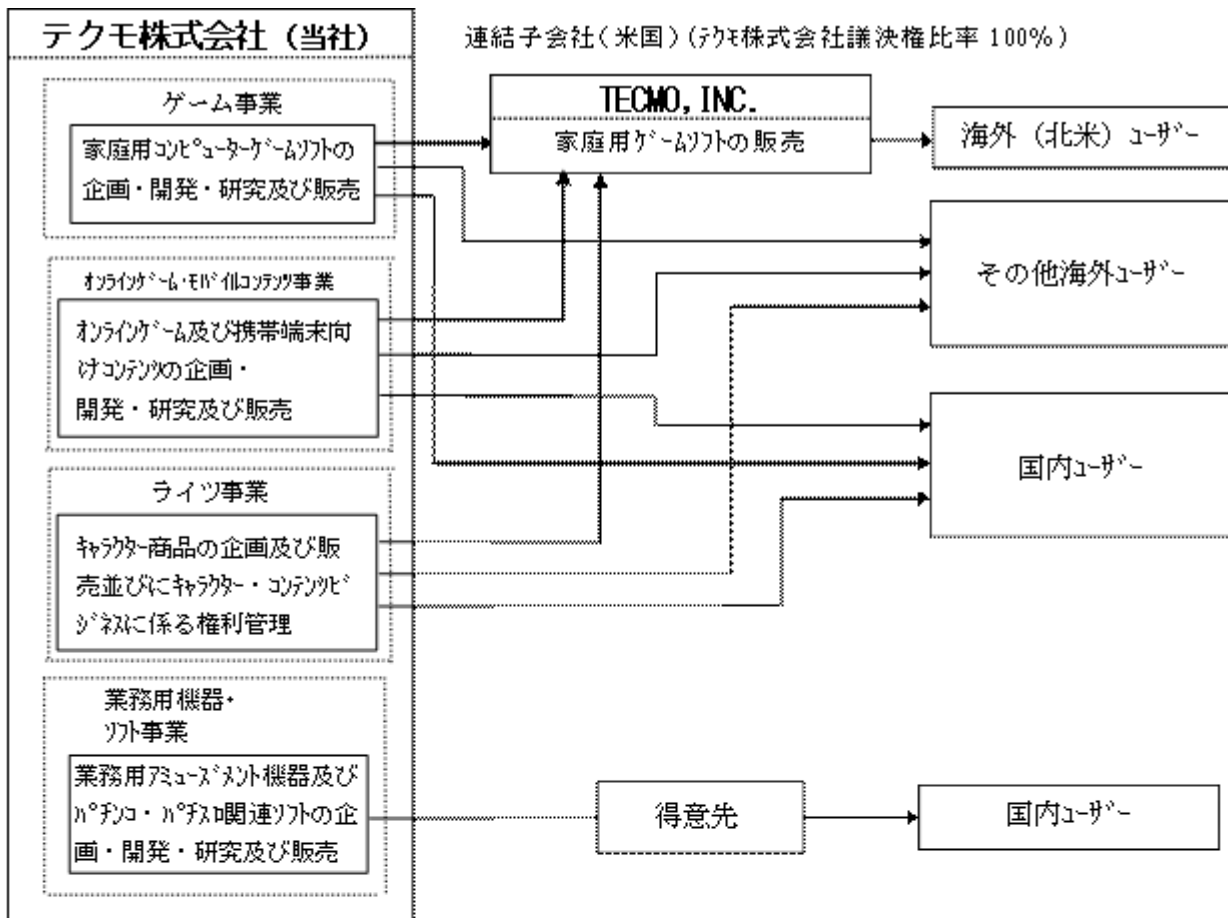 テクモ株式会社(当社)
連結子会社(米国)(テクモ株式会社議決権比率 100%)
ゲーム事業
家庭用コンピューターゲームソフトの
企画・開発・研究及び販売
TECMO, INC.
家庭用ゲームソフトの販売
海外(北米)ユーザー
その他海外ユーザー
オンラインゲーム・モバイルコンテンツ事業
オンラインゲーム及び携帯端末向
けコンテンツの企画・
開発・研究及び販売
国内ユーザー
ライツ事業
キャラクター商品の企画及び販
売並びにキャラクター・コンテンツビ
ジネスに係る権利管理
業務用機器・
ソフト事業
業務用アミューズメント機器及び
パチンコ・パチスロ関連ソフトの企
画・開発・研究及び販売
得意先
国内ユーザー